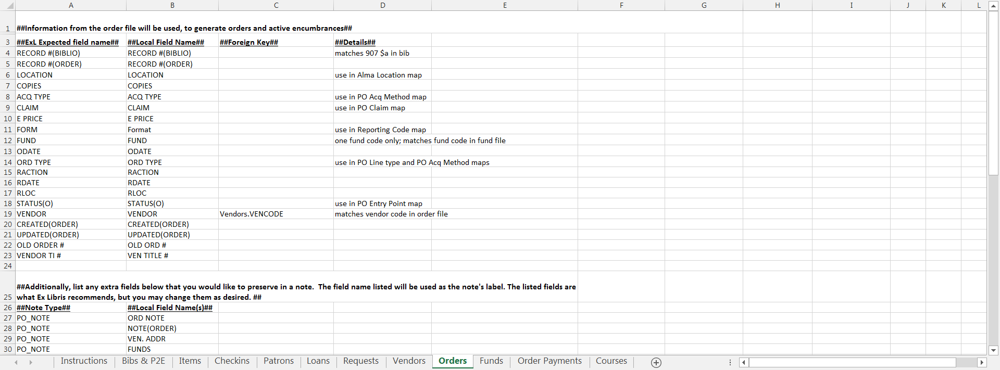 A B C D E F G H I J K L
1 ##Information from the order file will be used, to generate orders and active encumbrances##
3 ##ExL Expected field name## ##Local Field Name## ##Foreign Key## ##Details##
4 RECORD #(BIBLIO) RECORD #(BIBLIO) matches 907 $a in bib
5 RECORD #(ORDER) RECORD #(ORDER)
6 LOCATION LOCATION use in Alma Location map
7 COPIES COPIES
8 ACQ TYPE ACQ TYPE use in PO Acq Method map
9 CLAIM CLAIM use in PO Claim map
10 E PRICE E PRICE
11 FORM Format use in Reporting Code map
12 FUND FUND one fund code only; matches fund code in fund file
13 ODATE ODATE
14 ORD TYPE ORD TYPE use in PO Line type and PO Acq Method maps
15 RACTION RACTION
16 RDATE RDATE
17 RLOC RLOC
18 STATUS(O) STATUS(O) use in PO Entry Point map
19 VENDOR VENDOR Vendors.VENCODE matches vendor code in order file
20 CREATED(ORDER) CREATED(ORDER)
21 UPDATED(ORDER) UPDATED(ORDER)
22 OLD ORDER # OLD ORD #
23 VENDOR TI # VEN TITLE #
24
##Additionally, list any extra fields below that you would like to preserve in a note.  The field name listed will be used as the note's label. The listed fields are
25 what Ex Libris recommends, but you may change them as desired. ##
26 ##Note Type## ##Local Field Name(s)##
27 PO_NOTE ORD NOTE
28 PO_NOTE NOTE(ORDER)
29 PO_NOTE VEN. ADDR
30 PO_NOTE FUNDS
Instructions Bibs & P2E Items Checkins Patrons Loans Requests Vendors Orders Funds Order Payments Courses